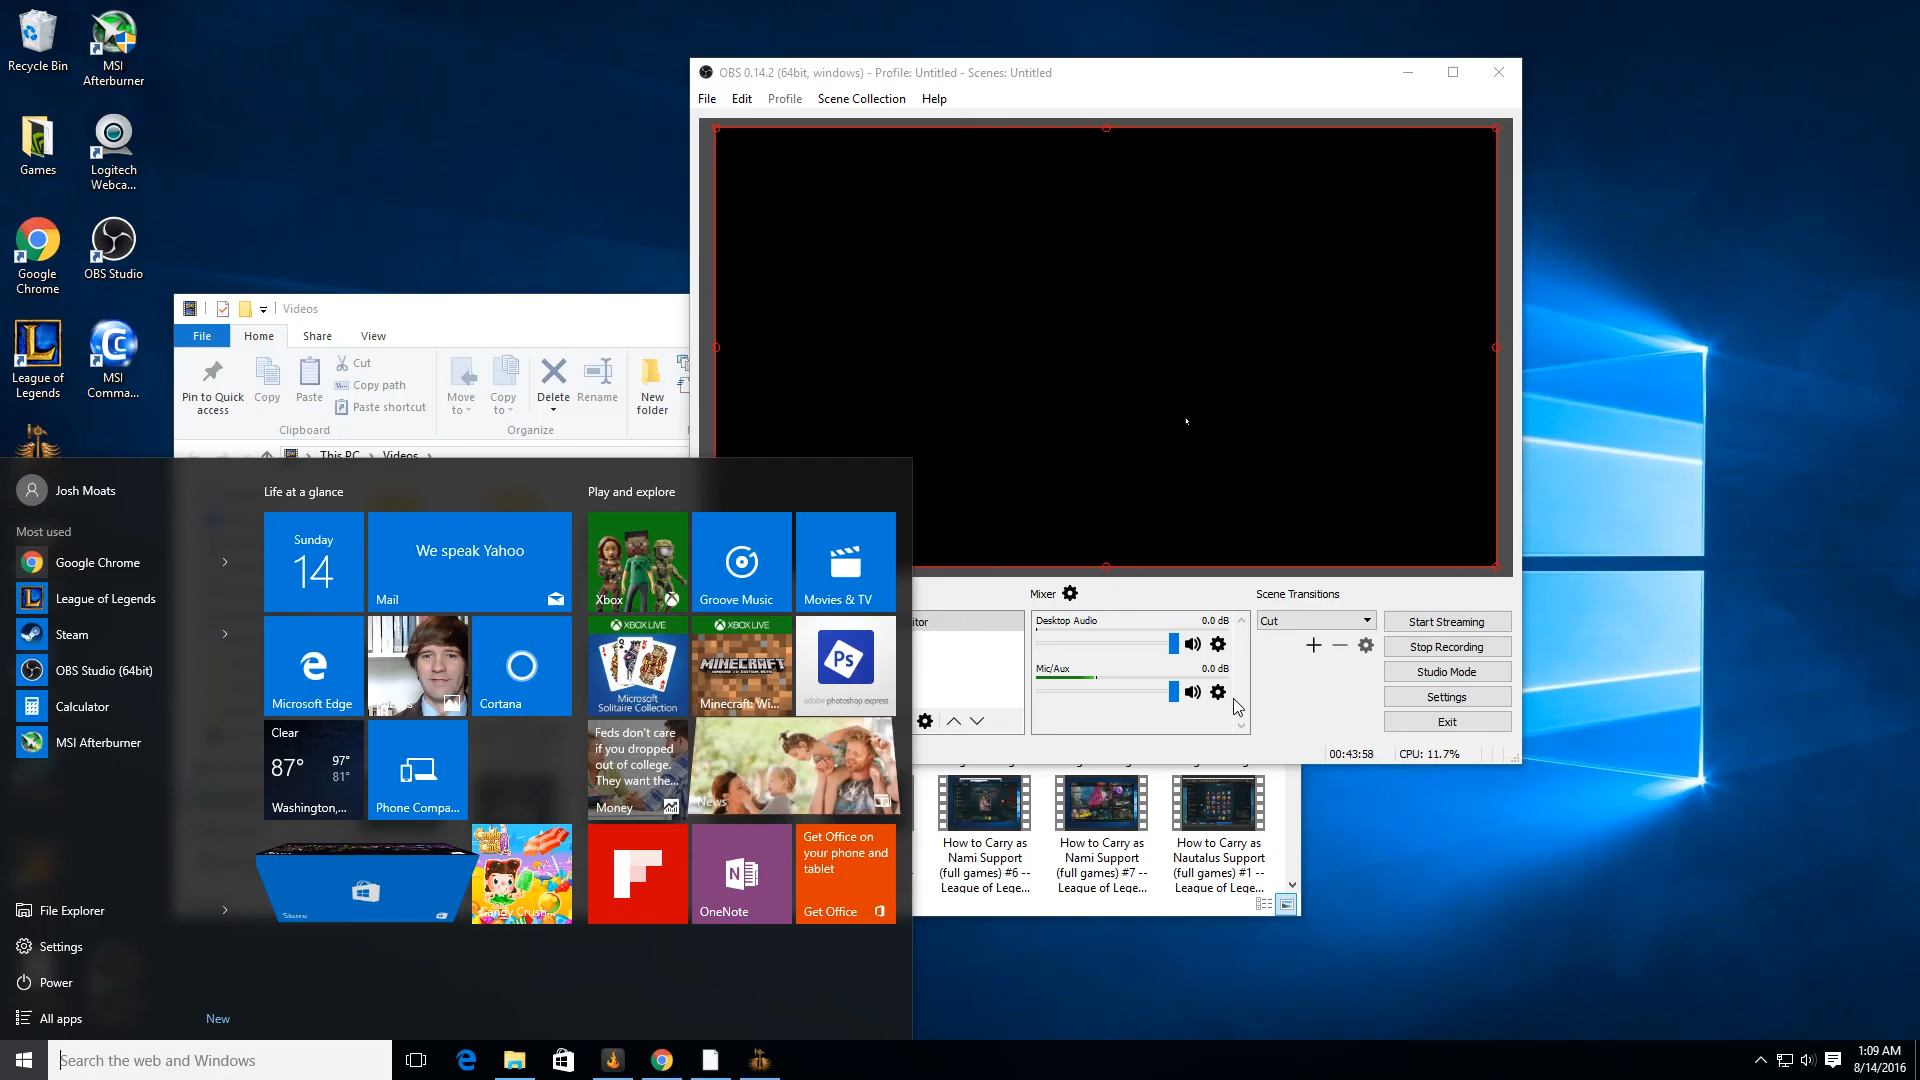 Recycle Bin
MSI
Afterburner
Games
Logitech
Webca...
Google
Chrome
OBS Studio
League of
Legends
MSI
Comma...
OBS 0.14.2 (64bit, windows) - Profile: Untitled - Scenes: Untitled
File Edit Profile Scene Collection Help
Videos
File Home Share View
Pin to Quick
access
Copy
Paste
Cut
Copy path
Paste shortcut
Clipboard
Move
to
Copy
to
Delete
Rename
Organize
New
folder
This PC > Videos >
Josh Moats
Most used
Google Chrome
League of Legends
Steam
OBS Studio (64bit)
Calculator
MSI Afterburner
File Explorer
Settings
Power
All apps
New
Life at a glance
Sunday
14
We speak Yahoo
Mail
Microsoft Edge
Cortana
Clear
87° 97°
81°
Washington,...
Phone Compa...
Candy Crush...
Play and explore
Xbox
Groove Music
Movies & TV
XBOX LIVE
Microsoft
Solitaire Collection
XBOX LIVE
MINECRAFT
Minecraft: Wi...
Ps
adobe photoshop express
Feds don't care
if you dropped
out of college.
They want the...
Money
News
OneNote
Get Office on
your phone and
tablet
Get Office
itor
Mixer
Desktop Audio 0.0 dB
Mic/Aux 0.0 dB
Scene Transitions
Cut
Start Streaming
Stop Recording
Studio Mode
Settings
Exit
00:43:58 CPU: 11.7%
How to Carry as
Nami Support
(full games) #6 --
League of Lege...
How to Carry as
Nami Support
(full games) #7 --
League of Lege...
How to Carry as
Nautalus Support
(full games) #1 --
League of Lege...
Search the web and Windows
1:09 AM
8/14/2016